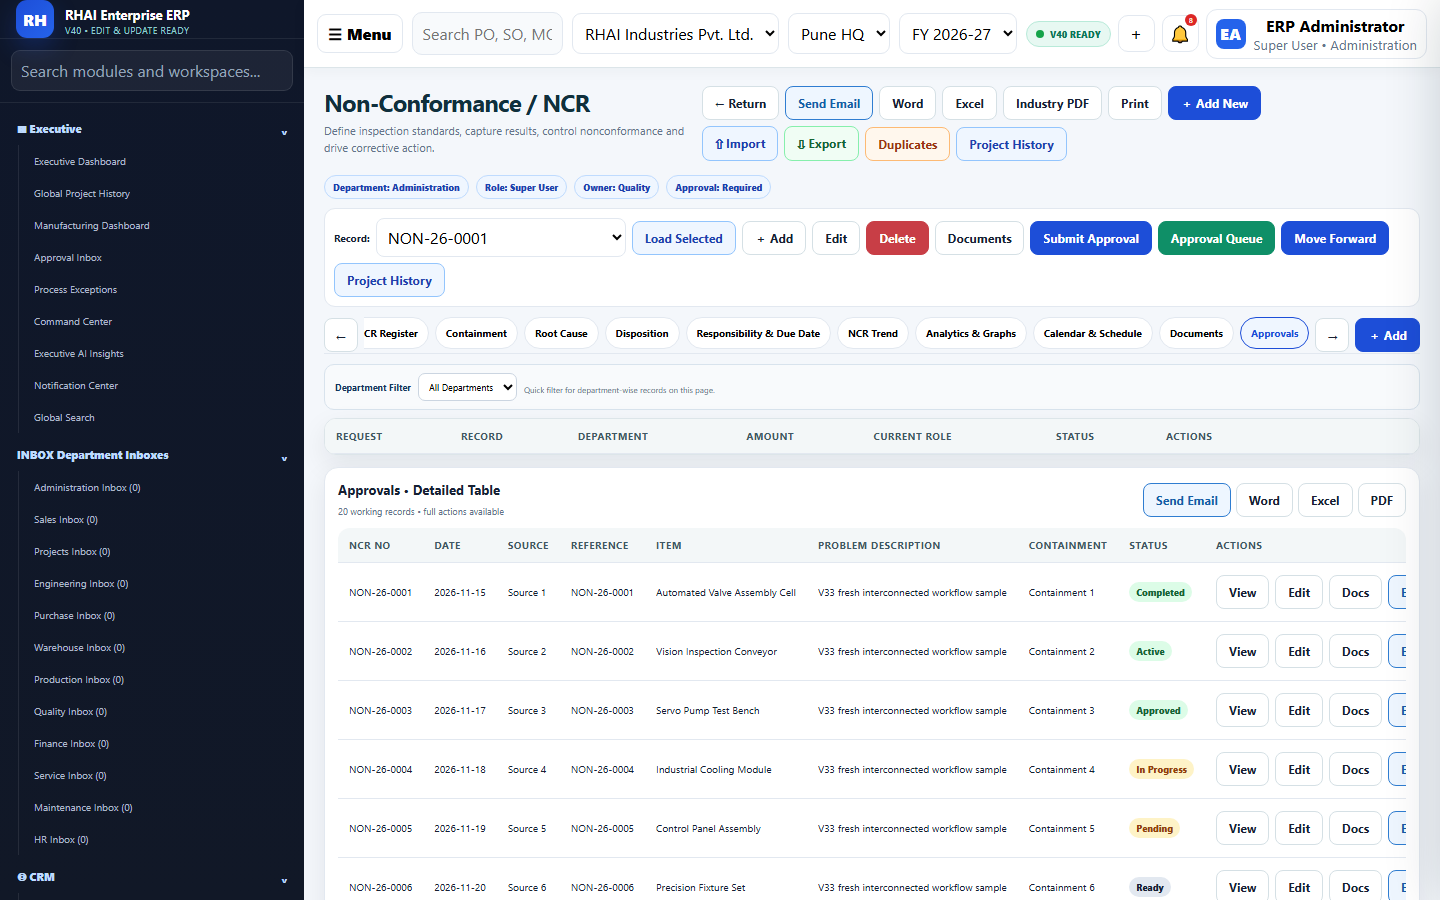 RH
RHAI Enterprise ERP
V40 • EDIT & UPDATE READY
Search modules and workspaces...
Executive
Executive Dashboard
Global Project History
Manufacturing Dashboard
Approval Inbox
Process Exceptions
Command Center
Executive AI Insights
Notification Center
Global Search
INBOX Department Inboxes
Administration Inbox (0)
Sales Inbox (0)
Projects Inbox (0)
Engineering Inbox (0)
Purchase Inbox (0)
Warehouse Inbox (0)
Production Inbox (0)
Quality Inbox (0)
Finance Inbox (0)
Service Inbox (0)
Maintenance Inbox (0)
HR Inbox (0)
CRM
☰ Menu
Search PO, SO, MC
RHAI Industries Pvt. Ltd.
Pune HQ
FY 2026-27
V40 READY
+
8
EA
ERP Administrator
Super User • Administration
Non-Conformance / NCR
Define inspection standards, capture results, control nonconformance and
drive corrective action.
← Return
Send Email
Word
Excel
Industry PDF
Print
+ Add New
⇧ Import
⇩ Export
Duplicates
Project History
Department: Administration
Role: Super User
Owner: Quality
Approval: Required
Record:
NON-26-0001
Load Selected
+ Add
Edit
Delete
Documents
Submit Approval
Approval Queue
Move Forward
Project History
←
CR Register
Containment
Root Cause
Disposition
Responsibility & Due Date
NCR Trend
Analytics & Graphs
Calendar & Schedule
Documents
Approvals
→
+ Add
Department Filter
All Departments
Quick filter for department-wise records on this page.
REQUEST RECORD DEPARTMENT AMOUNT CURRENT ROLE STATUS ACTIONS
Approvals • Detailed Table
20 working records • full actions available
Send Email
Word
Excel
PDF
NCR NO DATE SOURCE REFERENCE ITEM PROBLEM DESCRIPTION CONTAINMENT STATUS ACTIONS
NON-26-0001 2026-11-15 Source 1 NON-26-0001 Automated Valve Assembly Cell V33 fresh interconnected workflow sample Containment 1 Completed View Edit Docs E
NON-26-0002 2026-11-16 Source 2 NON-26-0002 Vision Inspection Conveyor V33 fresh interconnected workflow sample Containment 2 Active View Edit Docs E
NON-26-0003 2026-11-17 Source 3 NON-26-0003 Servo Pump Test Bench V33 fresh interconnected workflow sample Containment 3 Approved View Edit Docs E
NON-26-0004 2026-11-18 Source 4 NON-26-0004 Industrial Cooling Module V33 fresh interconnected workflow sample Containment 4 In Progress View Edit Docs E
NON-26-0005 2026-11-19 Source 5 NON-26-0005 Control Panel Assembly V33 fresh interconnected workflow sample Containment 5 Pending View Edit Docs E
NON-26-0006 2026-11-20 Source 6 NON-26-0006 Precision Fixture Set V33 fresh interconnected workflow sample Containment 6 Ready View Edit Docs E